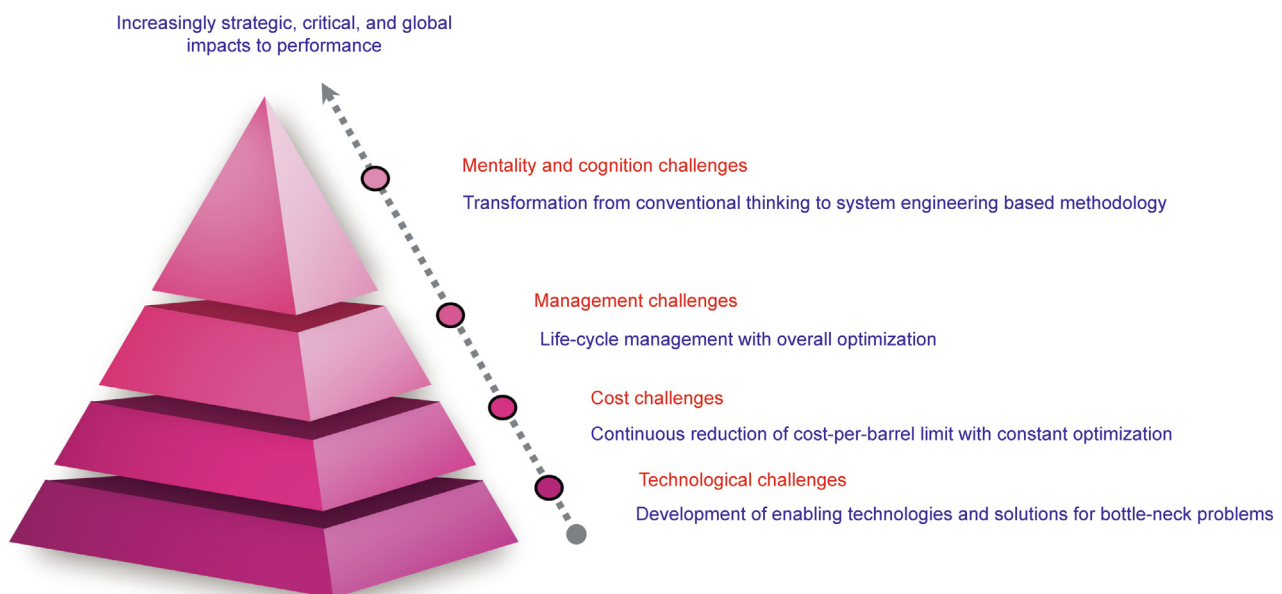 Increasingly strategic, critical, and global
impacts to performance
Mentality and cognition challenges
Transformation from conventional thinking to system engineering based methodology
Management challenges
Life-cycle management with overall optimization
Cost challenges
Continuous reduction of cost-per-barrel limit with constant optimization
Technological challenges
Development of enabling technologies and solutions for bottle-neck problems